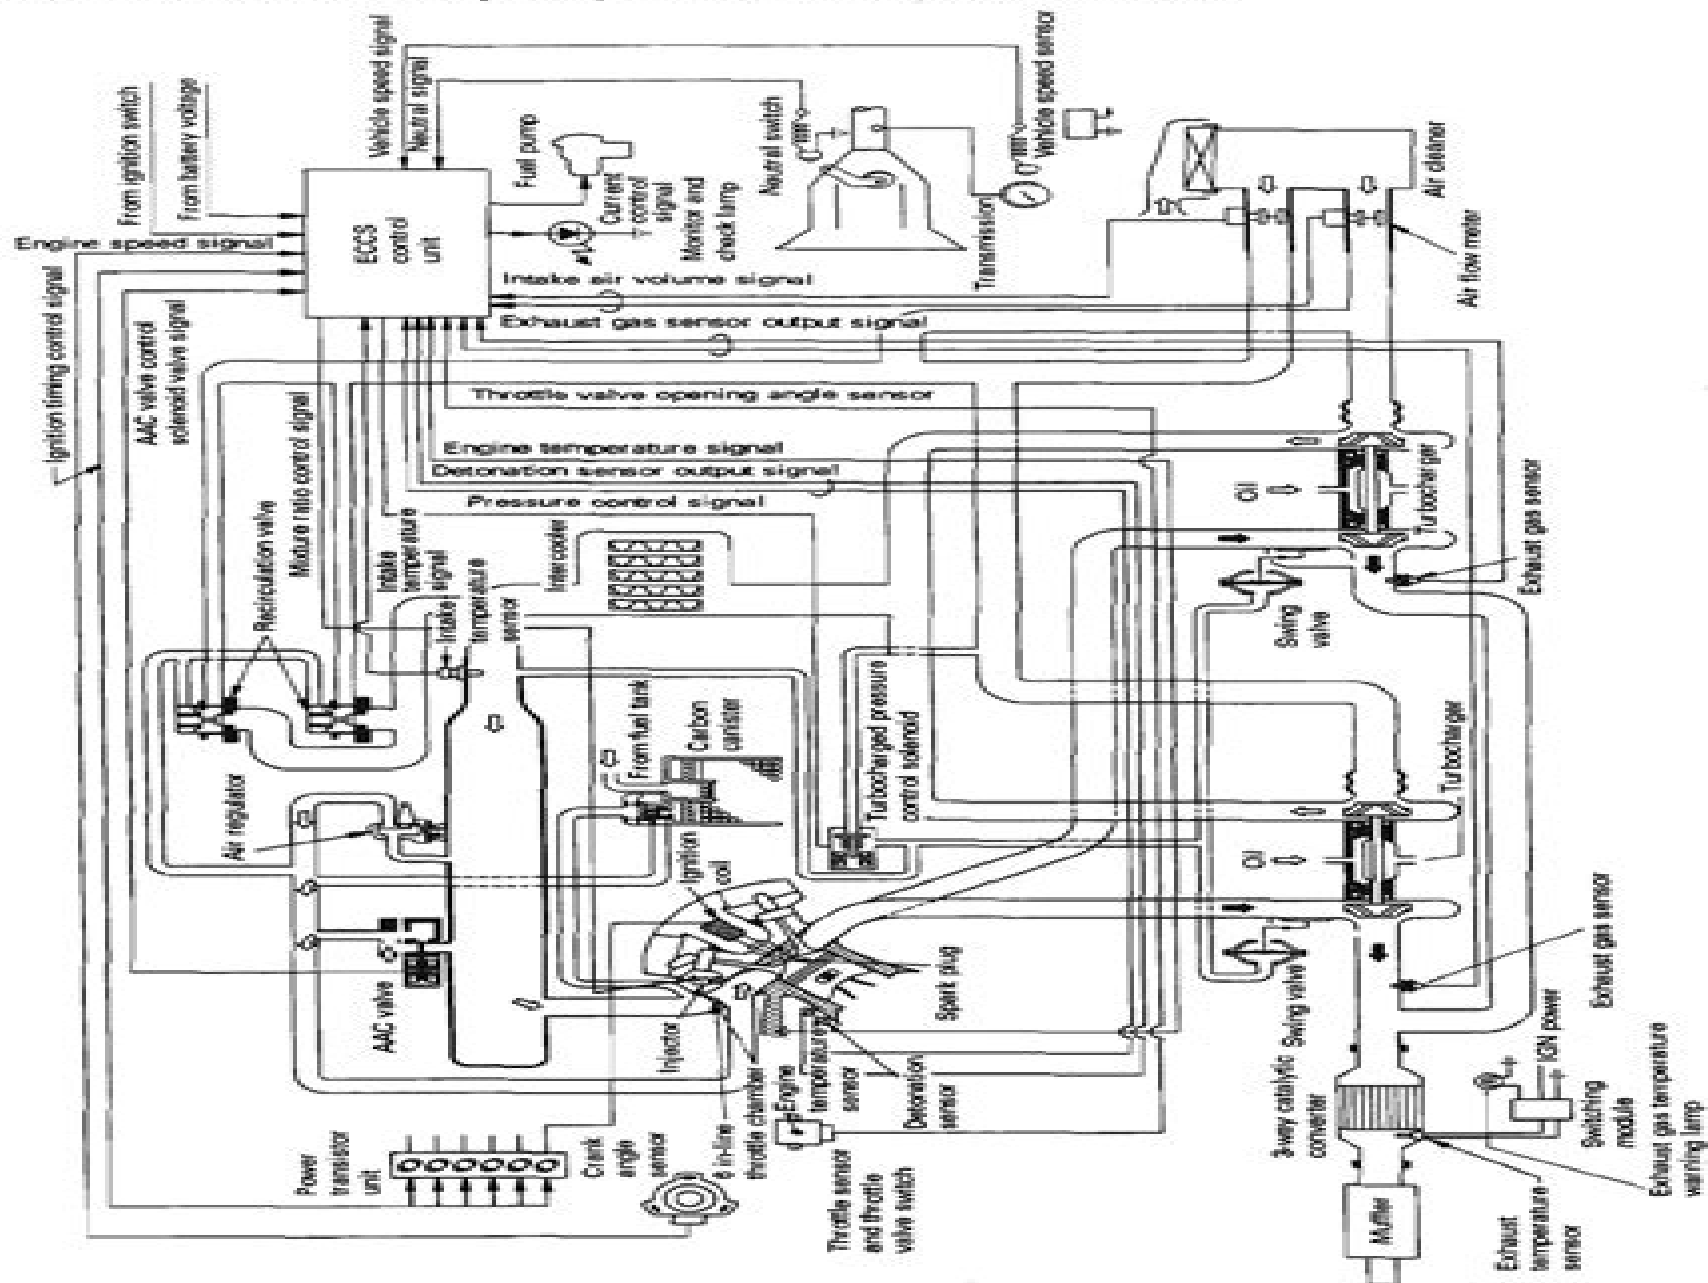 Vehicle speed signal
Neutral signal
From ignition switch
From battery voltage
Engine speed signal
Ignition timing control signal
AAC valve control
solenoid valve signal
Mixture ratio control signal
ECCS
control
unit
Fuel pump
Current
control
signal
Monitor and
check lamp
Neutral switch
Transmission
Vehicle speed sensor
Air cleaner
Air flow meter
Intake air volume signal
Exhaust gas sensor output signal
Throttle valve opening angle sensor
Engine temperature signal
Detonation sensor output signal
Pressure control signal
Recirculation valve
Intake
temperature
signal
Intake
temperature
sensor
Intercooler
Oil
Turbocharger
Exhaust gas sensor
Swing
valve
Air regulator
From fuel tank
Carbon
canister
Turbocharged pressure
control solenoid
Oil
Turbocharger
AAC valve
Ignition
coil
Injector
Spark plug
Swing valve
Exhaust gas sensor
Power
transistor
unit
Crank
angle
sensor
6 in-line
throttle chamber
Engine
temperature
sensor
Detonation
sensor
Throttle sensor
and throttle
valve switch
3-way catalytic
converter
IGN power
Switching
module
Exhaust gas temperature
warning lamp
Muffler
Exhaust
temperature
sensor